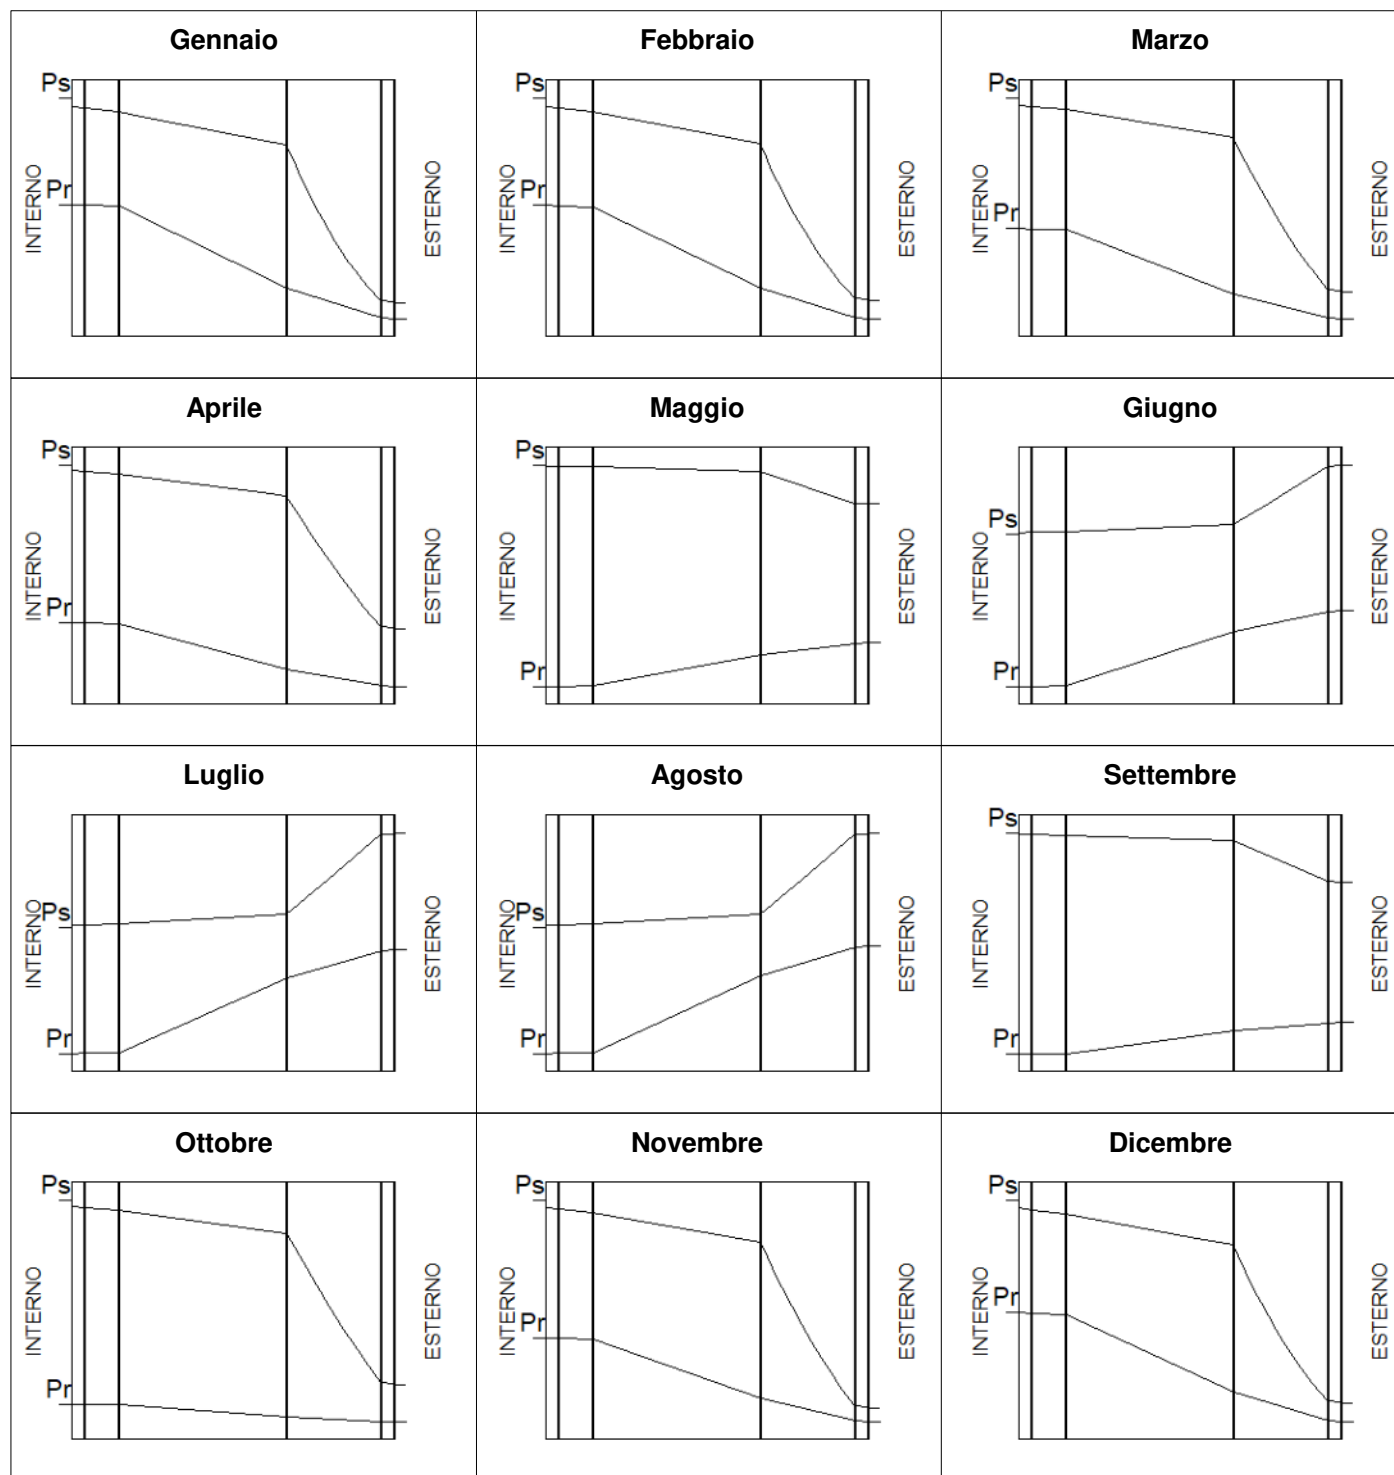 Gennaio
Ps
Pr
INTERNO
ESTERNO
Febbraio
Ps
Pr
INTERNO
ESTERNO
Marzo
Ps
Pr
INTERNO
ESTERNO
Aprile
Ps
Pr
INTERNO
ESTERNO
Maggio
Ps
Pr
INTERNO
ESTERNO
Giugno
Ps
Pr
INTERNO
ESTERNO
Luglio
Ps
Pr
INTERNO
ESTERNO
Agosto
Ps
Pr
INTERNO
ESTERNO
Settembre
Ps
Pr
INTERNO
ESTERNO
Ottobre
Ps
Pr
INTERNO
ESTERNO
Novembre
Ps
Pr
INTERNO
ESTERNO
Dicembre
Ps
Pr
INTERNO
ESTERNO